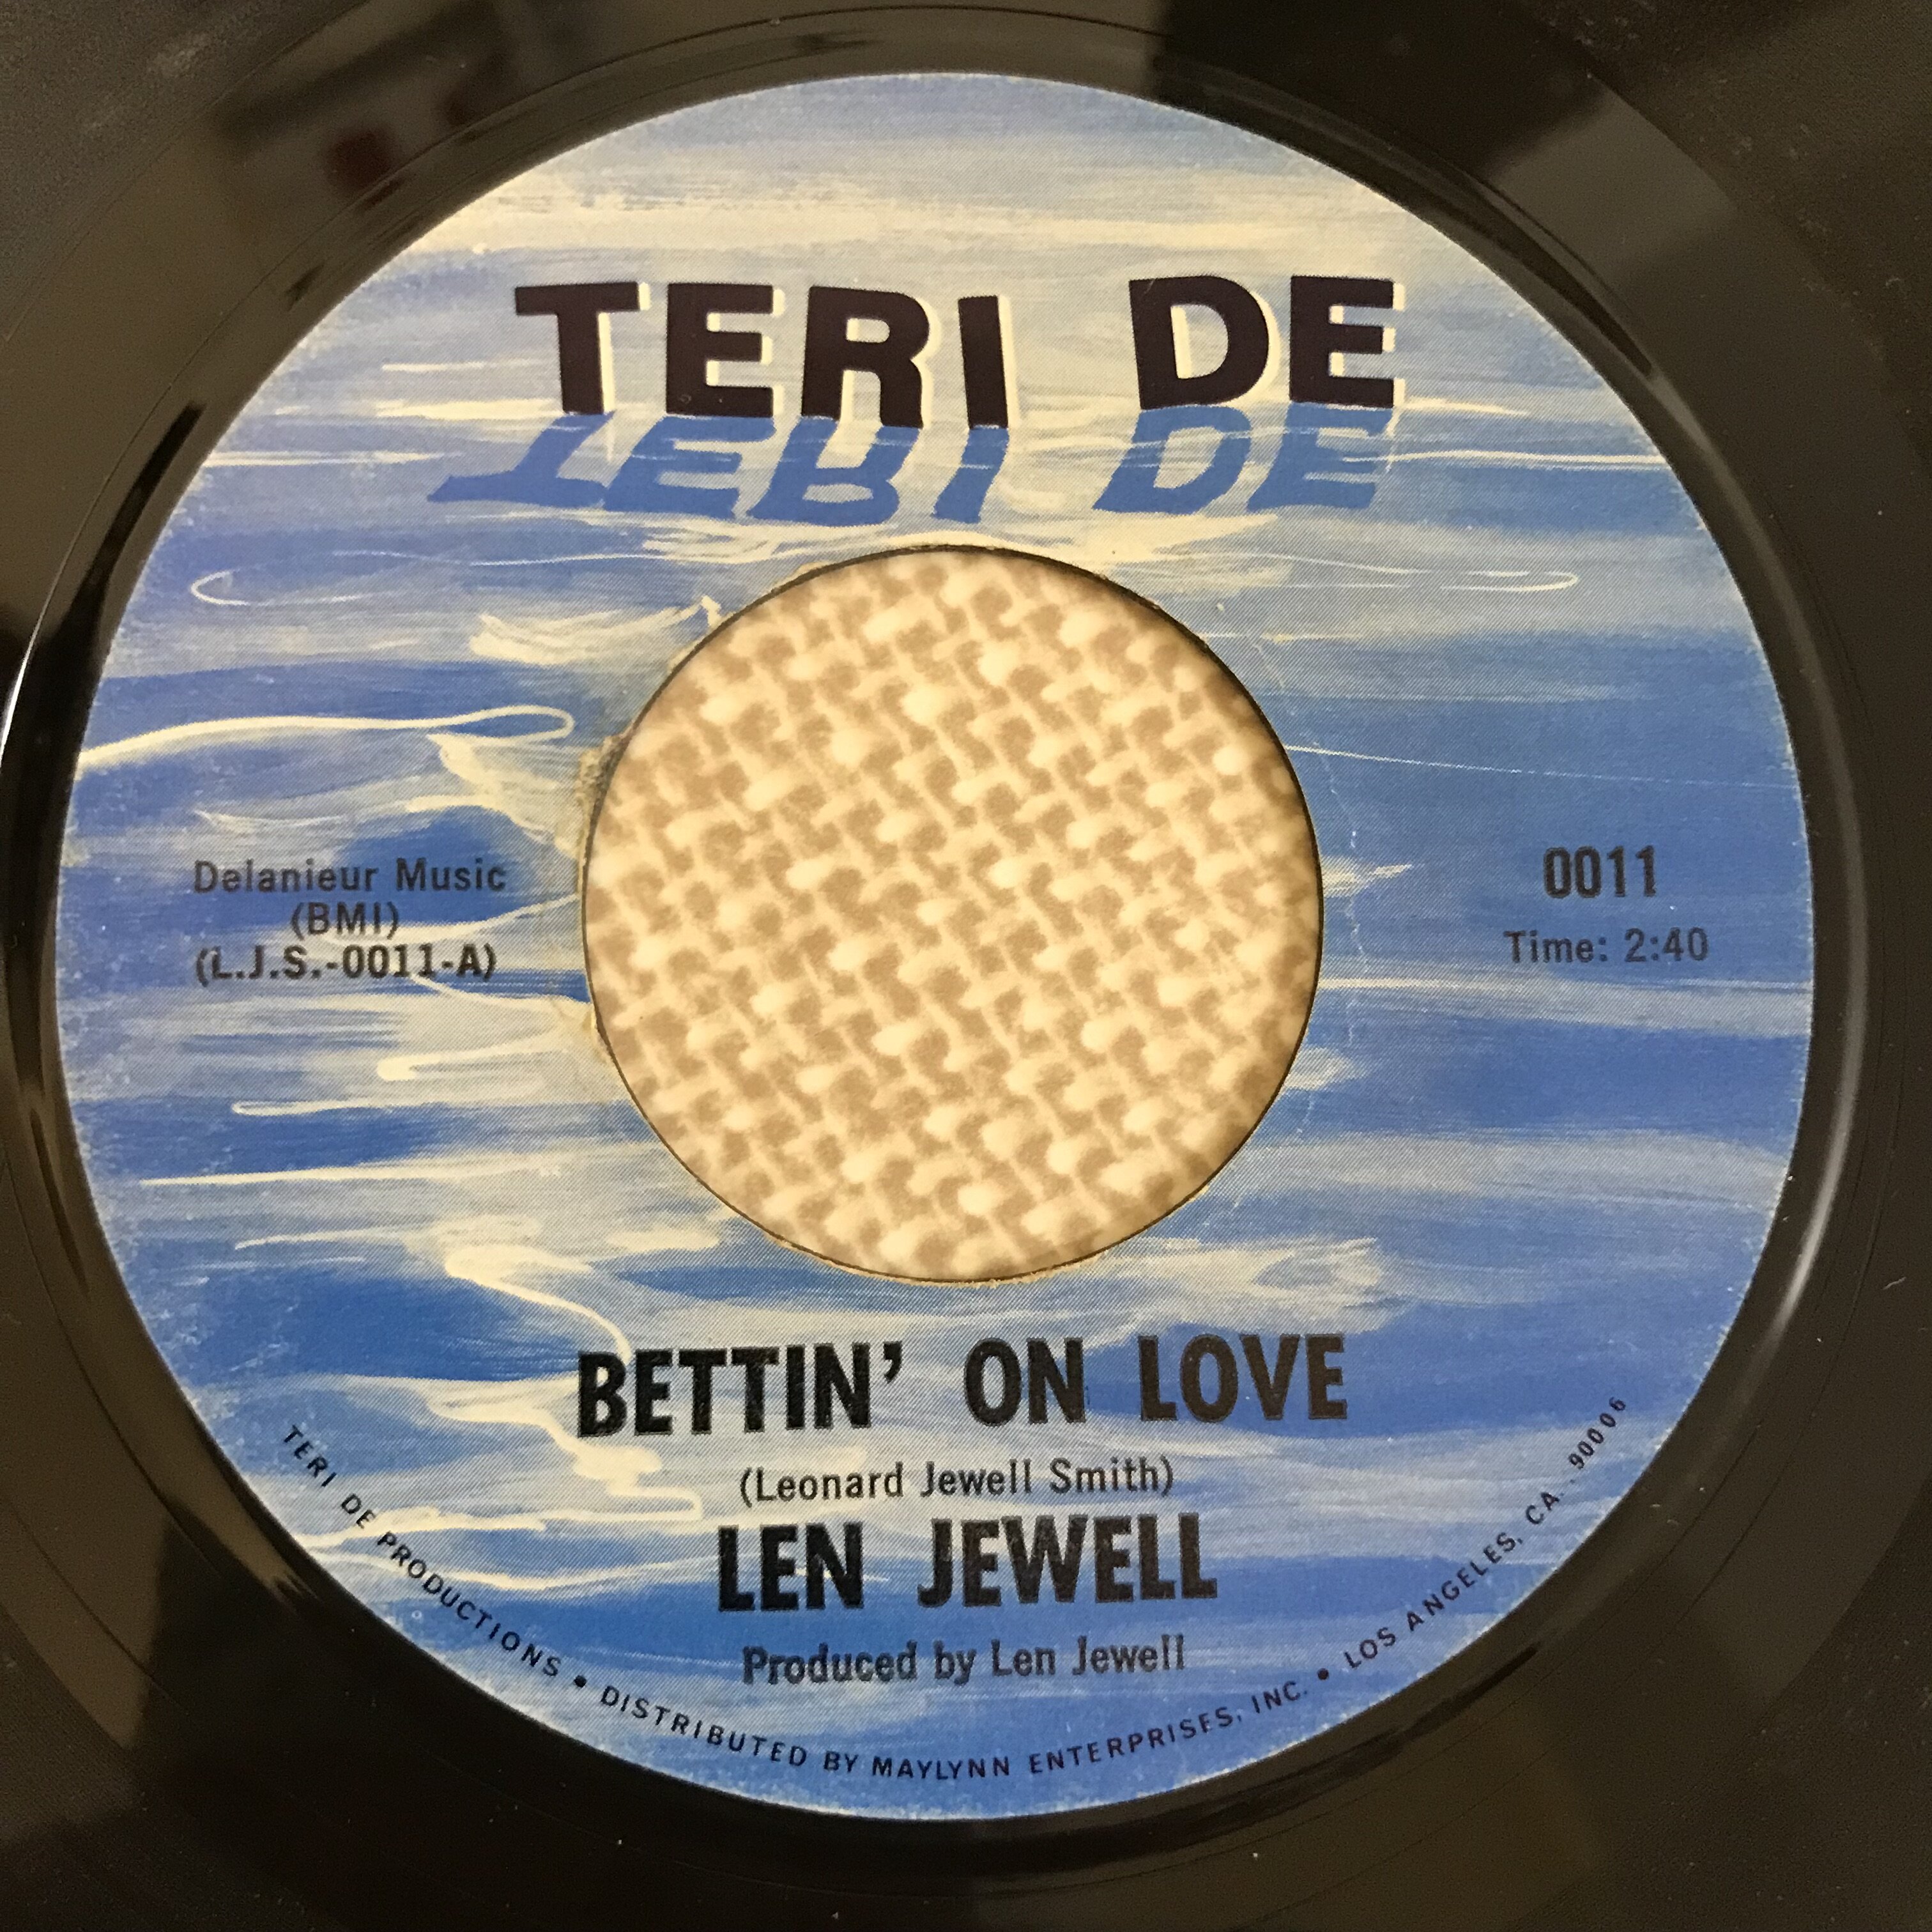 TERI DE
TERI DE
Delanieur Music
(BMI)
(L.J.S.-0011-A)
0011
Time: 2:40
BETTIN' ON LOVE
(Leonard Jewell Smith)
LEN JEWELL
Produced by Len Jewell
TERI DE PRODUCTIONS • DISTRIBUTED BY MAYLYNN ENTERPRISES, INC. • LOS ANGELES, CA.. 90006